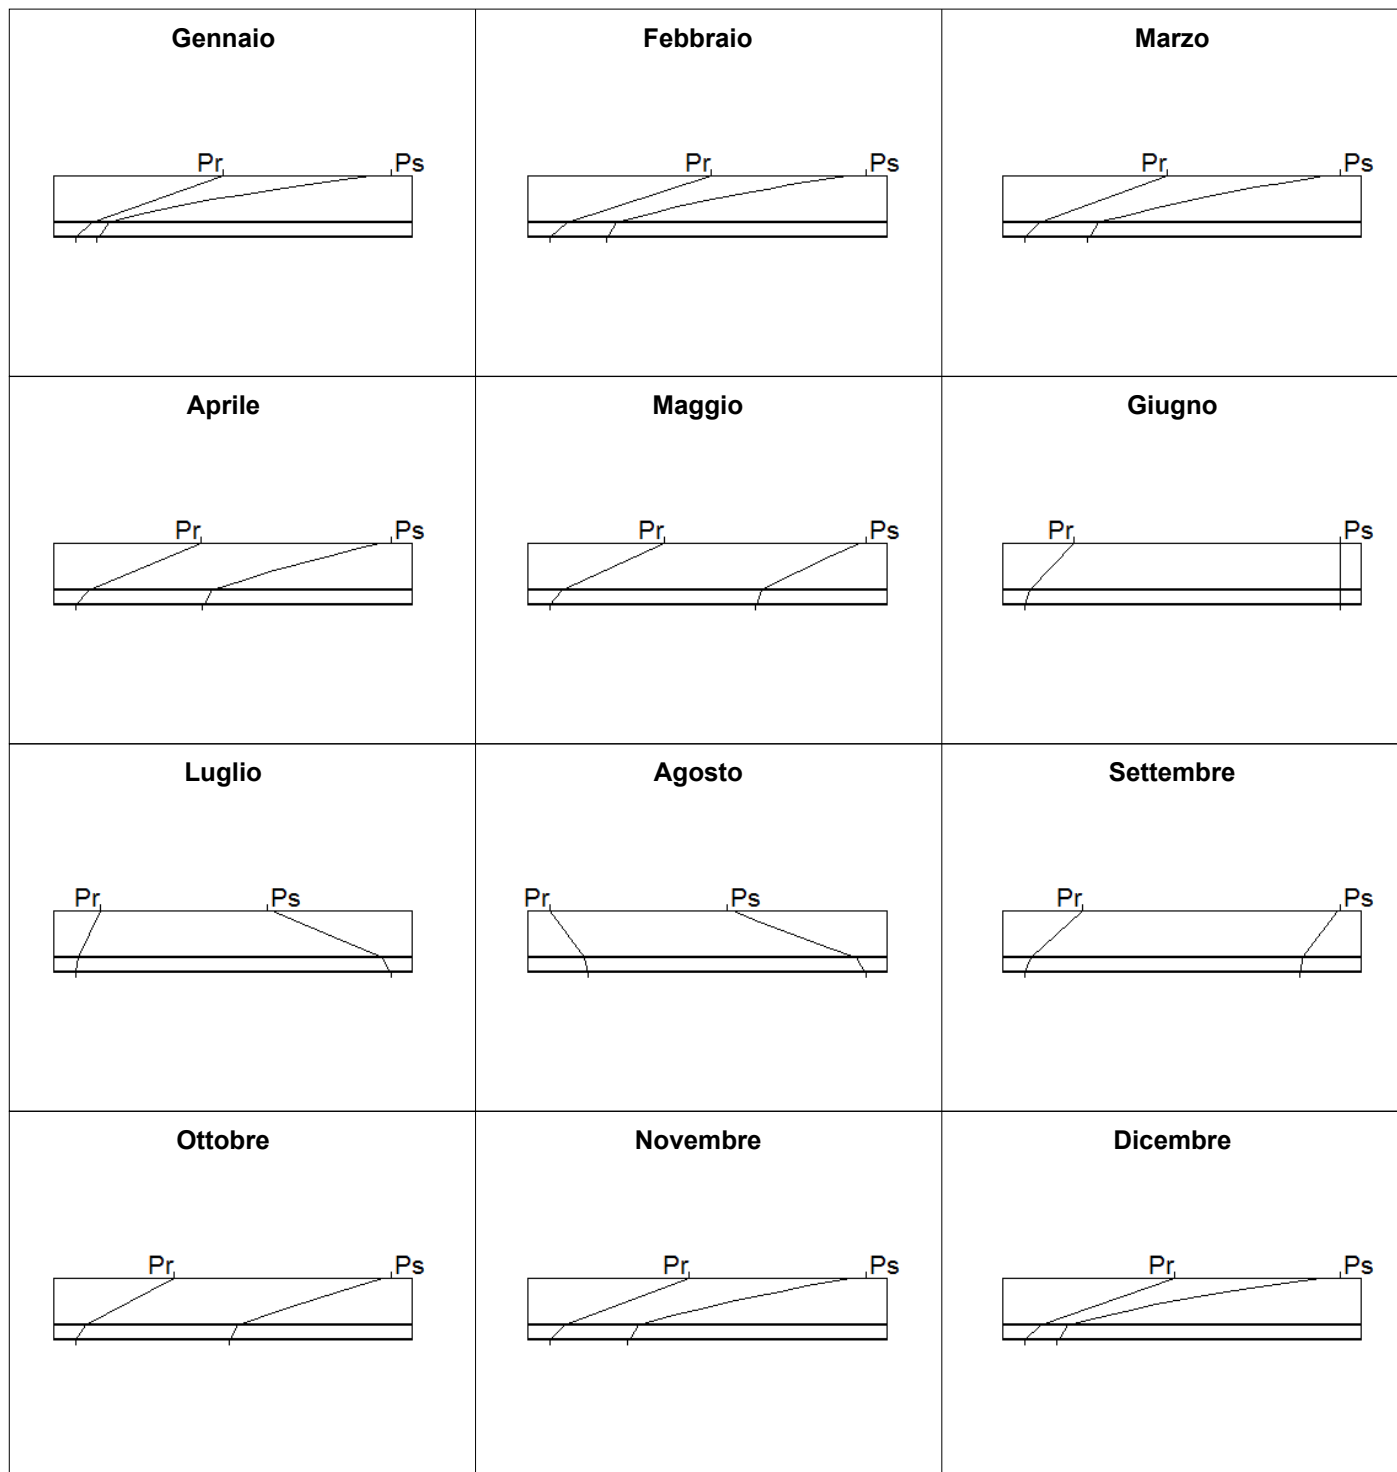 Gennaio
Febbraio
Marzo
Pr Ps
Pr Ps
Pr Ps
Aprile
Maggio
Giugno
Pr Ps
Pr Ps
Pr Ps
Luglio
Agosto
Settembre
Pr Ps
Pr Ps
Pr Ps
Ottobre
Novembre
Dicembre
Pr Ps
Pr Ps
Pr Ps